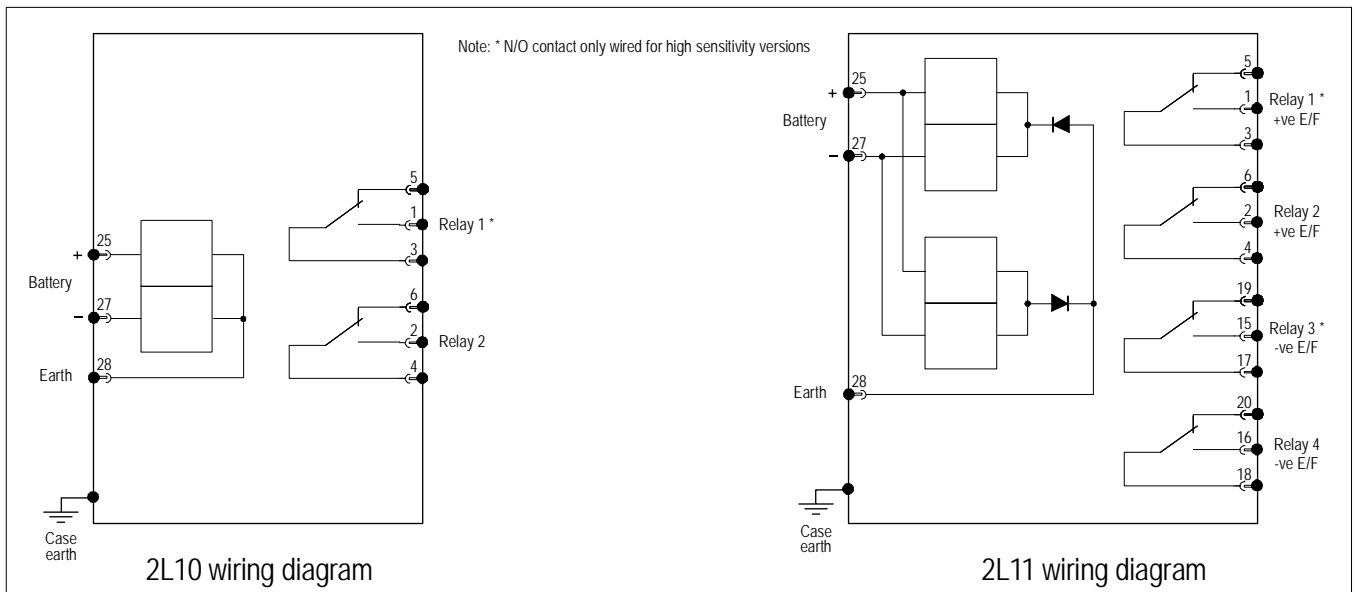 Note: * N/O contact only wired for high sensitivity versions
5
1
Relay 1 *
3
25
+
Battery
6
27
−
2
Relay 2
28
Earth
4
Case
earth
2L10 wiring diagram
5
25
+
1
Relay 1 *
+ve E/F
Battery
3
27
−
6
2
Relay 2
+ve E/F
4
19
15
Relay 3 *
-ve E/F
17
28
Earth
20
16
Relay 4
-ve E/F
18
Case
earth
2L11 wiring diagram